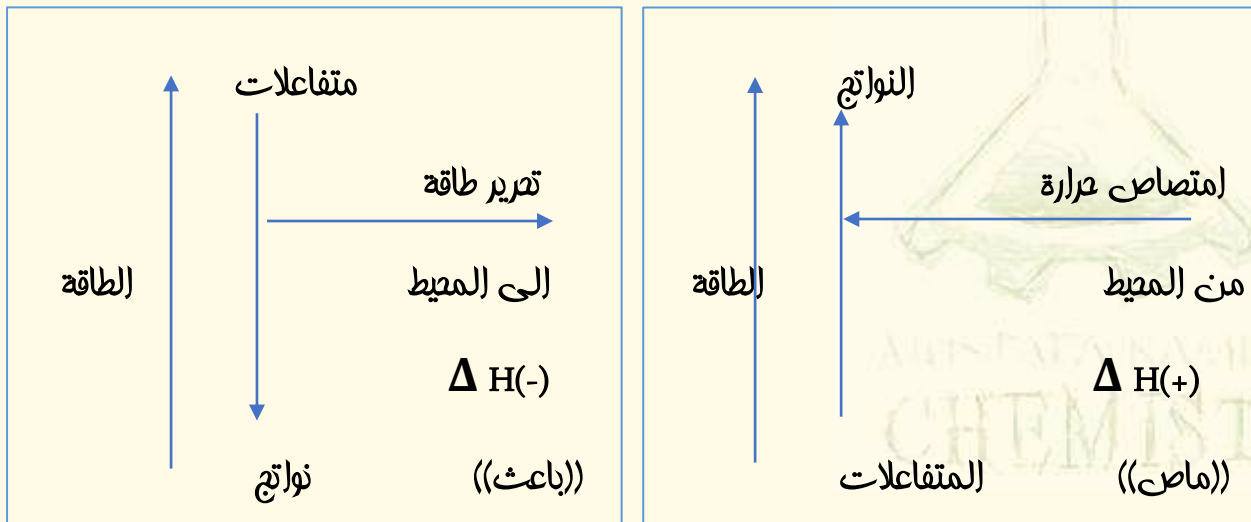 النواتج
امتصاص حرارة
الطاقة
من المحيط
Δ H(+)
المتفاعلات
((ماص))
متفاعلات
تحرير طاقة
الطاقة
الى المحيط
Δ H(-)
نواتج
((باعث))